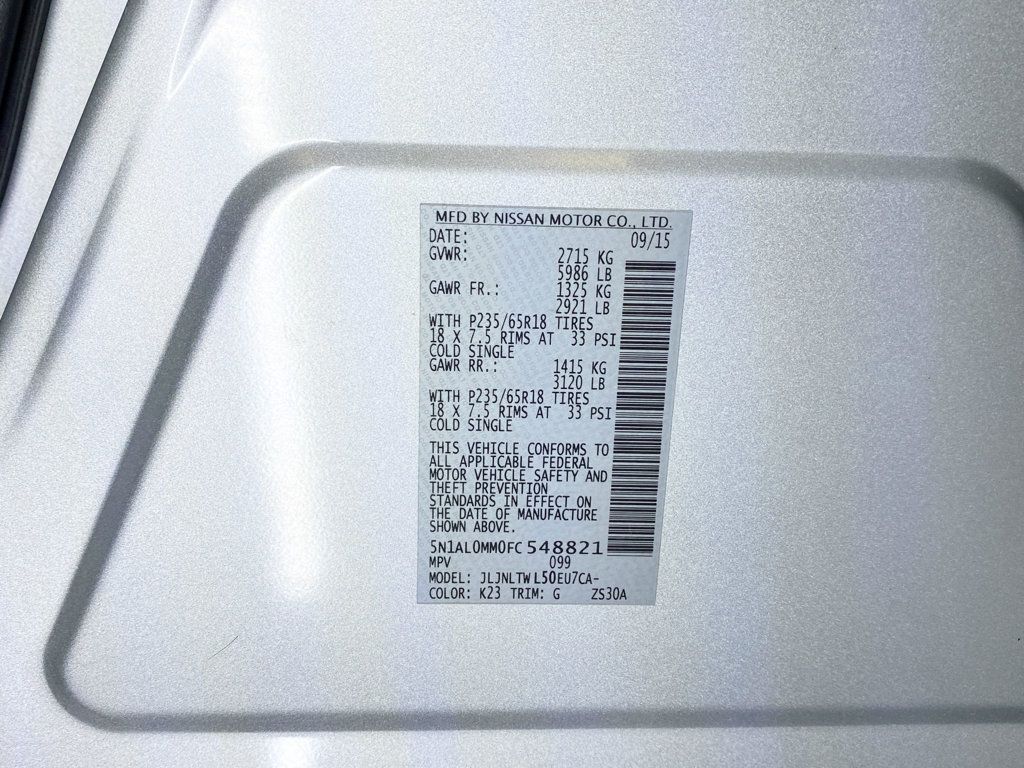 MFD BY NISSAN MOTOR CO., LTD.
DATE: 09/15
GVWR: 2715 KG
5986 LB
GAWR FR.: 1325 KG
2921 LB
WITH P235/65R18 TIRES
18 X 7.5 RIMS AT 33 PSI
COLD SINGLE
GAWR RR.: 1415 KG
3120 LB
WITH P235/65R18 TIRES
18 X 7.5 RIMS AT 33 PSI
COLD SINGLE
THIS VEHICLE CONFORMS TO
ALL APPLICABLE FEDERAL
MOTOR VEHICLE SAFETY AND
THEFT PREVENTION
STANDARDS IN EFFECT ON
THE DATE OF MANUFACTURE
SHOWN ABOVE.
5N1AL0MM0FC 548821
MPV 099
MODEL: JLJNLTW L50EU7CA-
COLOR: K23 TRIM: G ZS30A